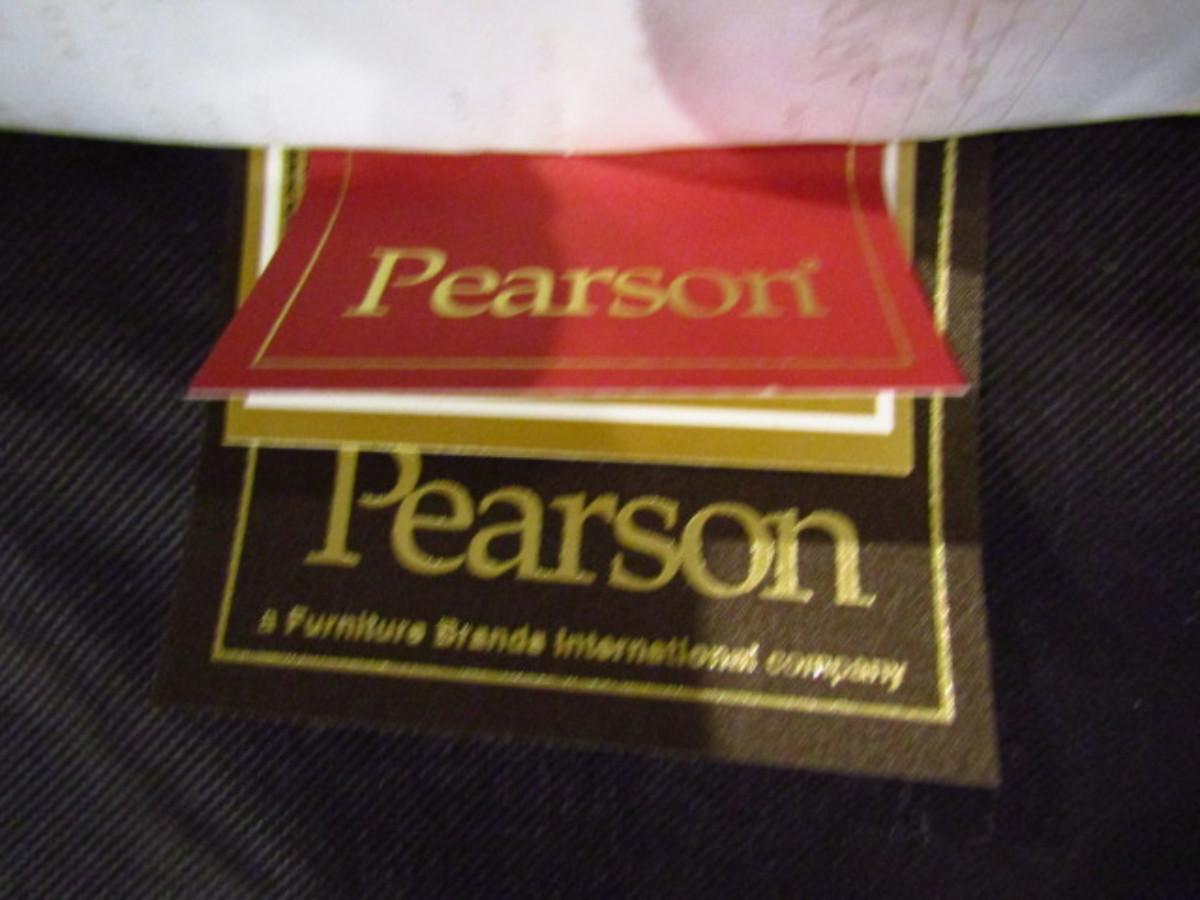 Pearson
Pearson
a Furniture Brands International company